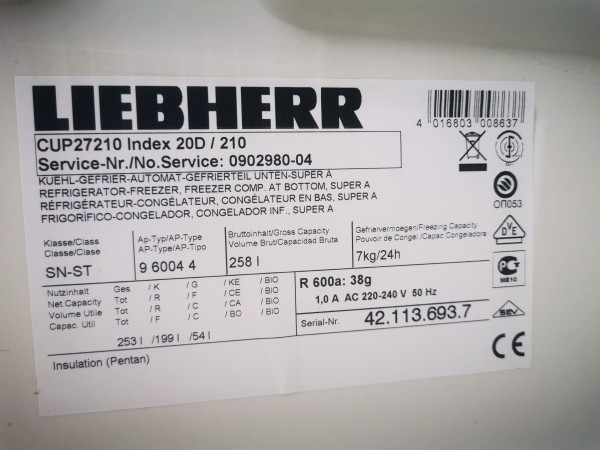 LIEBHERR
4 016803 008637
CUP27210 Index 20D / 210
Service-Nr./No.Service: 0902980-04
KUEHL-GEFRIER-AUTOMAT-GEFRIERTEIL UNTEN-SUPER A
REFRIGERATOR-FREEZER, FREEZER COMP. AT BOTTOM, SUPER A
RÉFRIGÉRATEUR-CONGÉLATEUR, CONGÉLATEUR EN BAS, SUPER A
FRIGORÍFICO-CONGELADOR, CONGELADOR INF., SUPER A
ОП053
Klasse/Class
Classe/Clase
SN-ST
Ap-Typ/AP-Type
AP-Type/AP-Tipo
9 6004 4
Bruttoinhalt/Gross Capacity
Volume Brut/Capacidad Bruta
258 l
Gefriervermoegen/Freezing Capacity
Pouvoir de Congel./Cap Congeladora
7kg/24h
DVE
Nutzinhalt Ges / K / G / KE / BIO
Net.Capacity Tot / R / F / CE / BIO
Volume Utile Tot / R / C / CA / BIO
Capac. Util Tot / F / C / BO / BIO
253 l / 199 l / 54 l
R 600a: 38g
1,0 A AC 220-240 V 50 Hz
Serial-Nr. 42.113.693.7
PCT
ME10
SEV
CE
Insulation (Pentan)